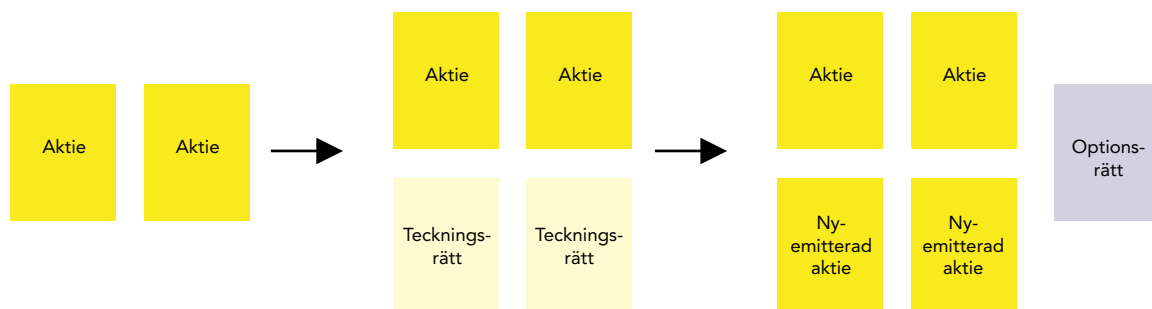 Aktie
Aktie
Aktie
Aktie
Tecknings-
rätt
Tecknings-
rätt
Aktie
Aktie
Ny-
emitterad
aktie
Ny-
emitterad
aktie
Options-
rätt